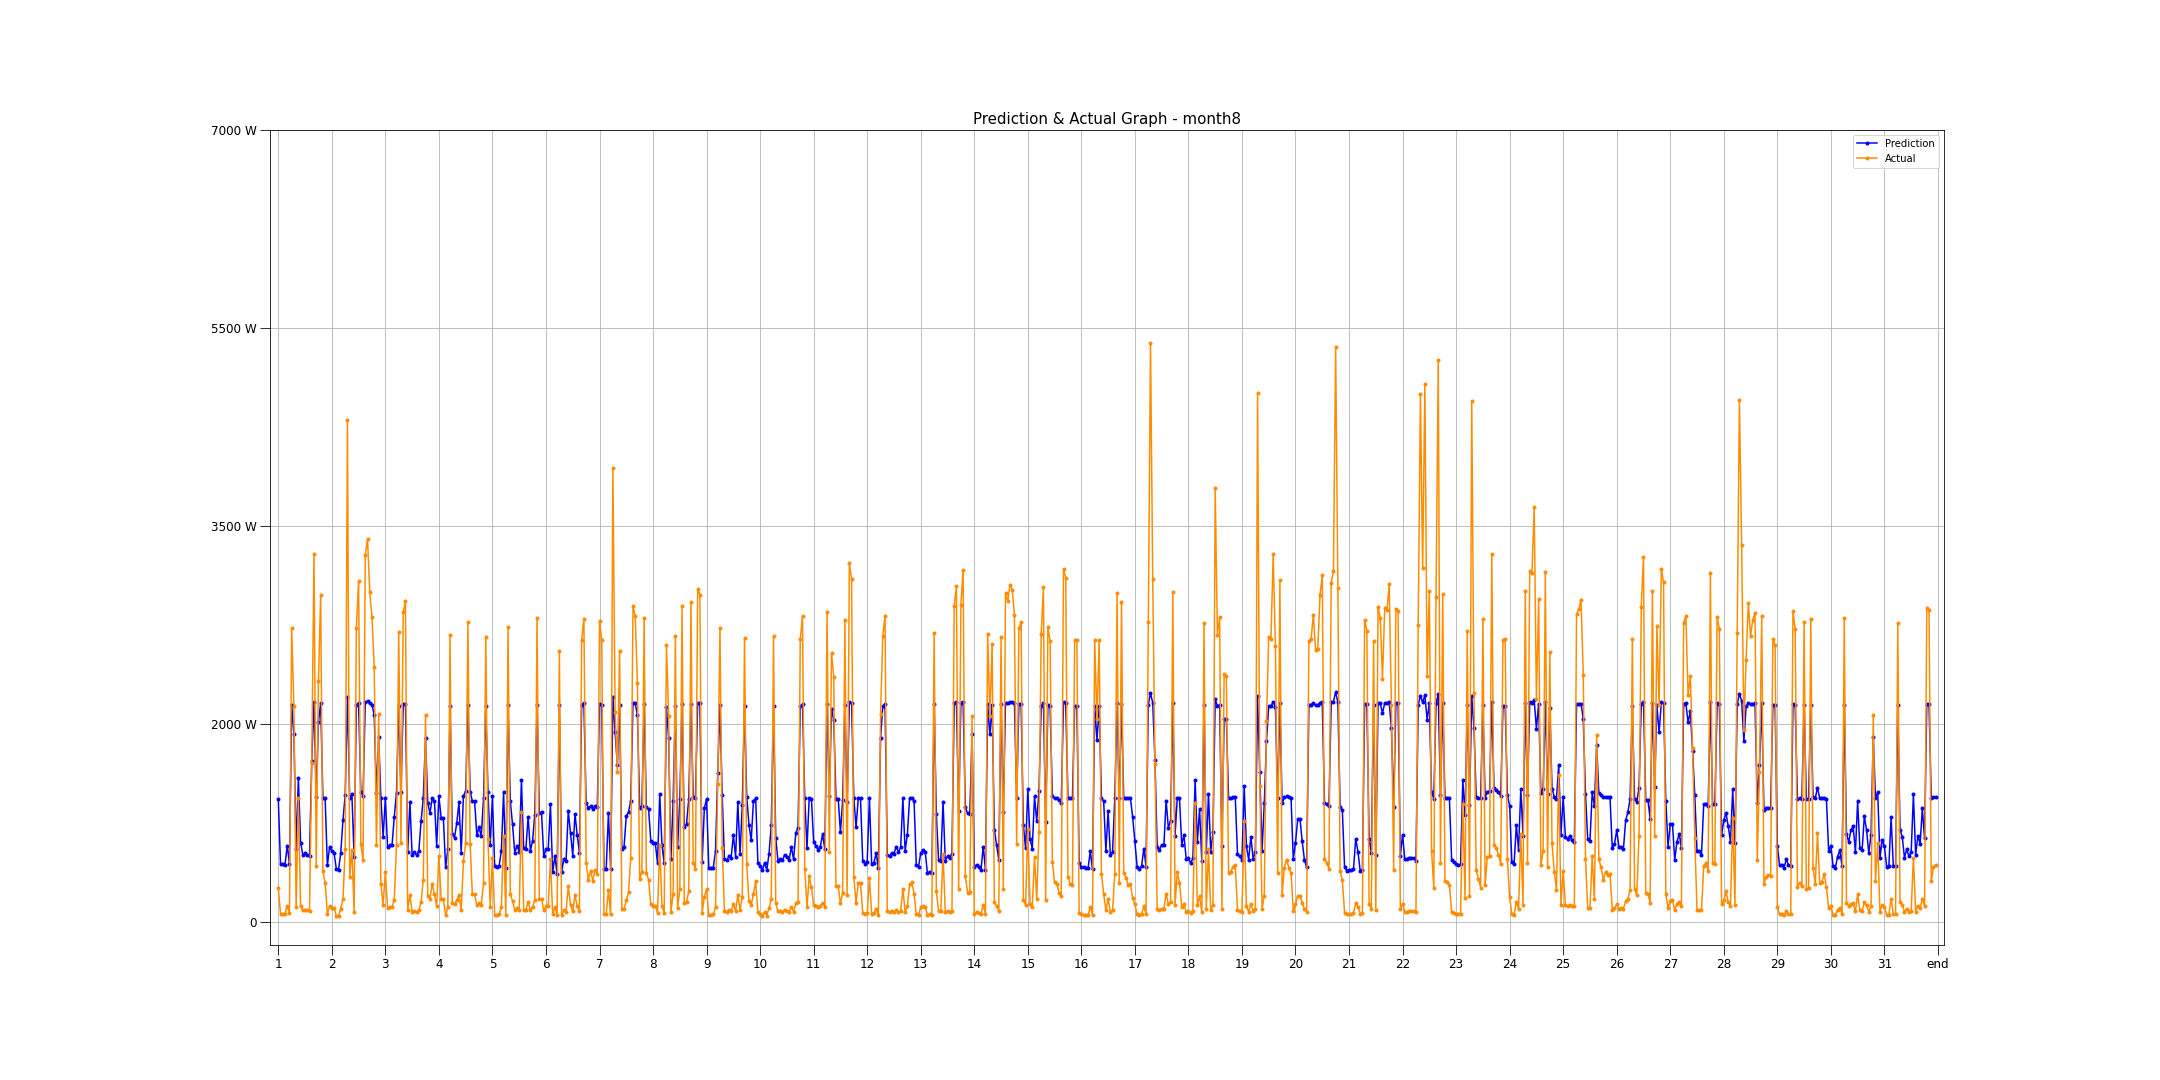 Prediction & Actual Graph - month8
7000 W
5500 W
3500 W
2000 W
0
Prediction
Actual
1 2 3 4 5 6 7 8 9 10 11 12 13 14 15 16 17 18 19 20 21 22 23 24 25 26 27 28 29 30 31 end